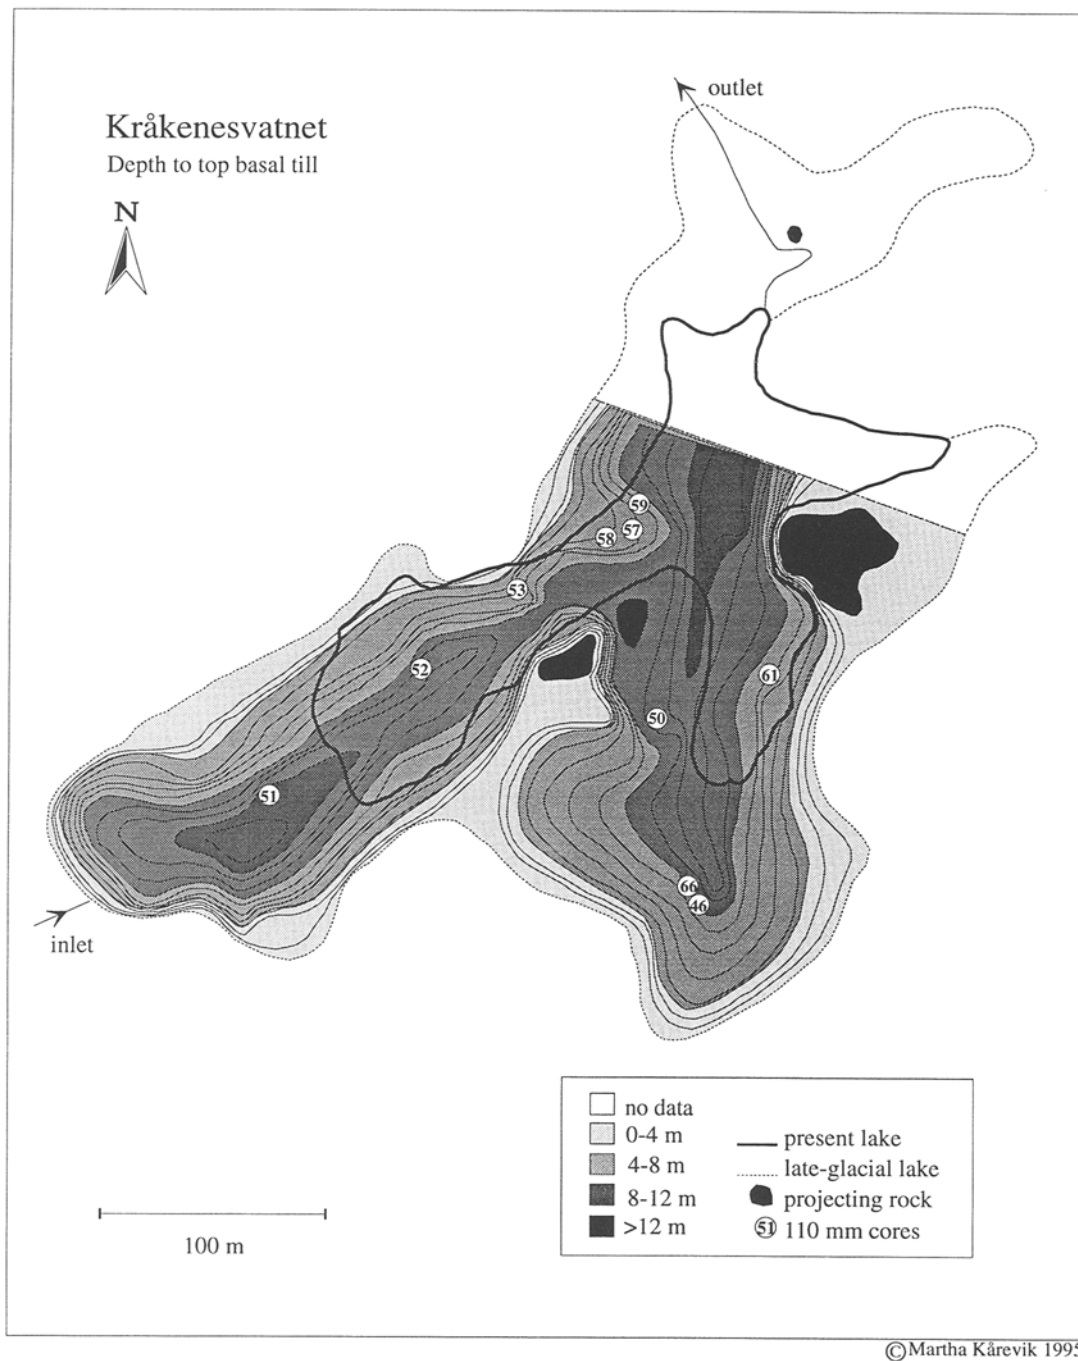 outlet
Kråkenesvatnet
Depth to top basal till
N
59
57
58
53
52
61
50
51
66
46
inlet
no data
0-4 m
4-8 m
8-12 m
>12 m
present lake
late-glacial lake
projecting rock
51 110 mm cores
100 m
©Martha Kårevik 1995